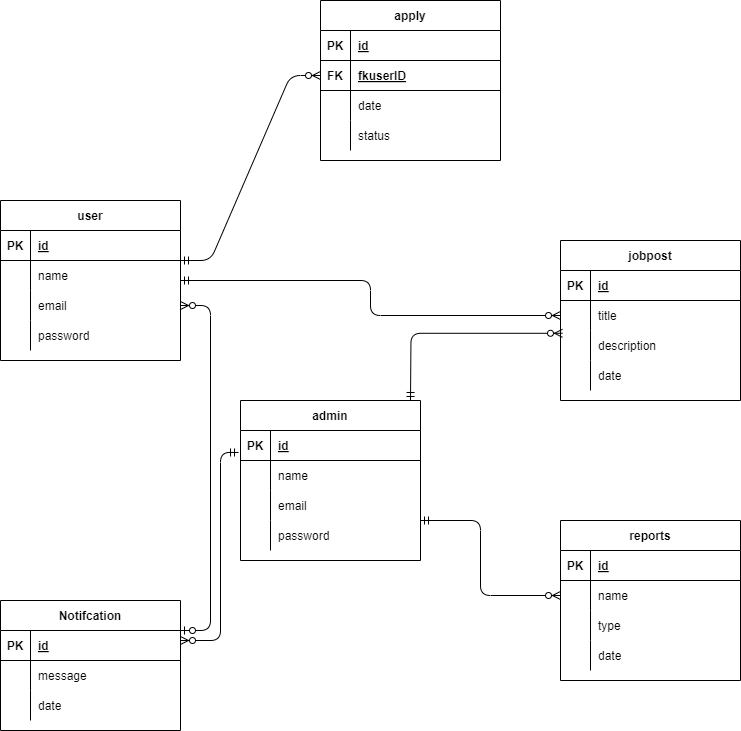 apply
PK id
FK fkuserID
date
status
user
PK id
name
email
password
jobpost
PK id
title
description
date
admin
PK id
name
email
password
reports
PK id
name
type
date
Notifcation
PK id
message
date